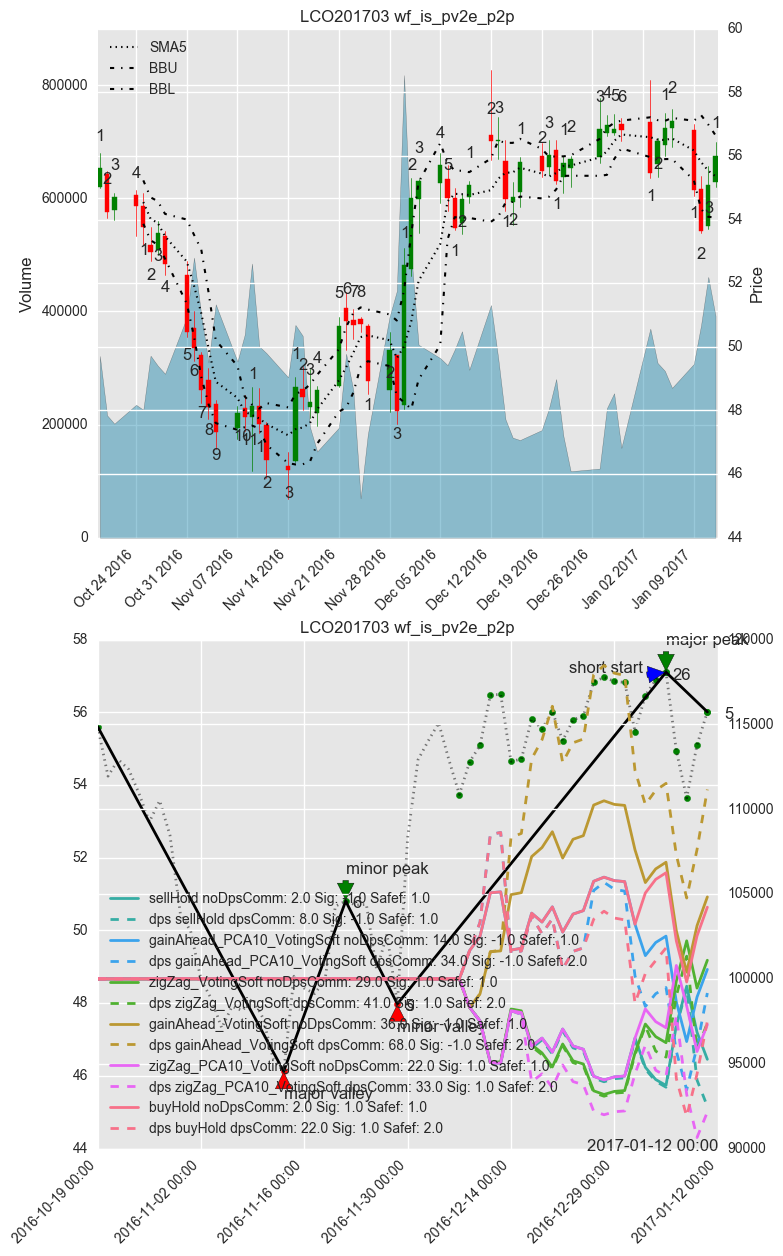 LCO201703 wf_is_pv2e_p2p
SMA5
BBU
BBL
Volume
800000
600000
400000
200000
0
Price
60
58
56
54
52
50
48
46
44
Oct 24 2016
Oct 31 2016
Nov 07 2016
Nov 14 2016
Nov 21 2016
Nov 28 2016
Dec 05 2016
Dec 12 2016
Dec 19 2016
Dec 26 2016
Jan 02 2017
Jan 09 2017
LCO201703 wf_is_pv2e_p2p
58
56
54
52
50
48
46
44
120000
115000
110000
105000
100000
95000
90000
major peak
short start
26
5
minor peak
6
5
minor valley
major valley
sellHold noDpsComm: 2.0 Sig: -1.0 Safef: 1.0
dps sellHold dpsComm: 8.0 Sig: -1.0 Safef: 2.0
gainAhead_PCA10_VotingSoft noDpsComm: 14.0 Sig: -1.0 Safef: 1.0
dps gainAhead_PCA10_VotingSoft dpsComm: 34.0 Sig: -1.0 Safef: 2.0
zigZag_VotingSoft noDpsComm: 29.0 Sig: 1.0 Safef: 1.0
dps zigZag_VotingSoft dpsComm: 41.0 Sig: 1.0 Safef: 2.0
gainAhead_VotingSoft noDpsComm: 36.0 Sig: -1.0 Safef: 1.0
dps gainAhead_VotingSoft dpsComm: 68.0 Sig: -1.0 Safef: 2.0
zigZag_PCA10_VotingSoft noDpsComm: 22.0 Sig: 1.0 Safef: 1.0
dps zigZag_PCA10_VotingSoft dpsComm: 33.0 Sig: 1.0 Safef: 2.0
buyHold noDpsComm: 2.0 Sig: 1.0 Safef: 1.0
dps buyHold dpsComm: 22.0 Sig: 1.0 Safef: 2.0
2017-01-12 00:00
2016-10-19 00:00
2016-11-02 00:00
2016-11-16 00:00
2016-11-30 00:00
2016-12-14 00:00
2016-12-29 00:00
2017-01-12 00:00